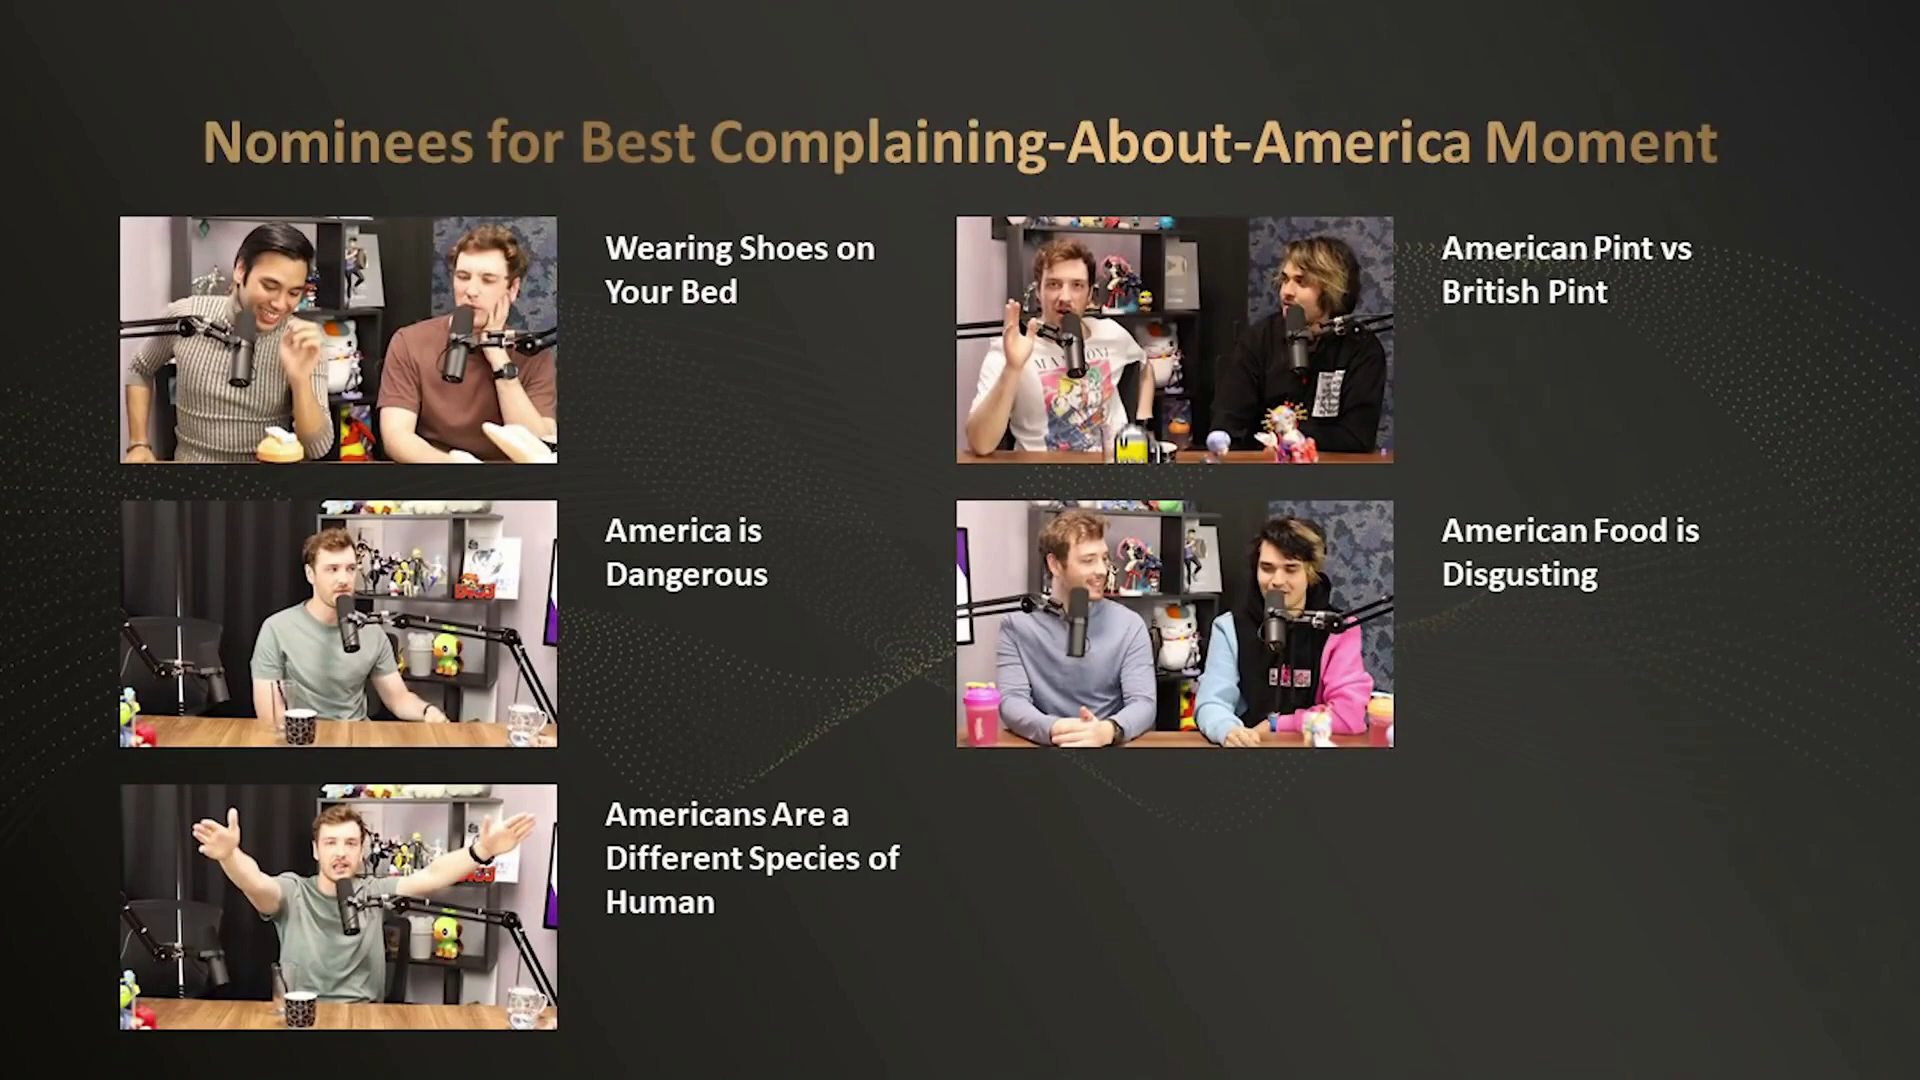 Nominees for Best Complaining-About-America Moment
Wearing Shoes on
Your Bed
American Pint vs
British Pint
America is
Dangerous
American Food is
Disgusting
Americans Are a
Different Species of
Human